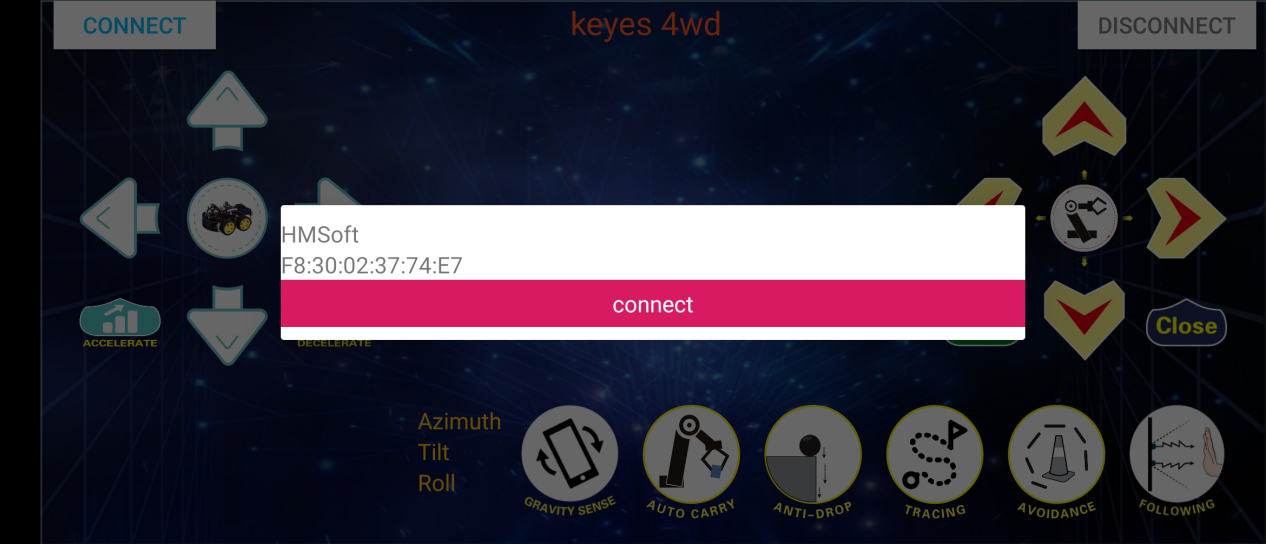 CONNECT
keyes 4wd
DISCONNECT
HMSoft
F8:30:02:37:74:E7
connect
ACCELERATE
DECELERATE
Close
Azimuth
Tilt
Roll
GRAVITY SENSE
AUTO CARRY
ANTI-DROP
TRACING
AVOIDANCE
FOLLOWING